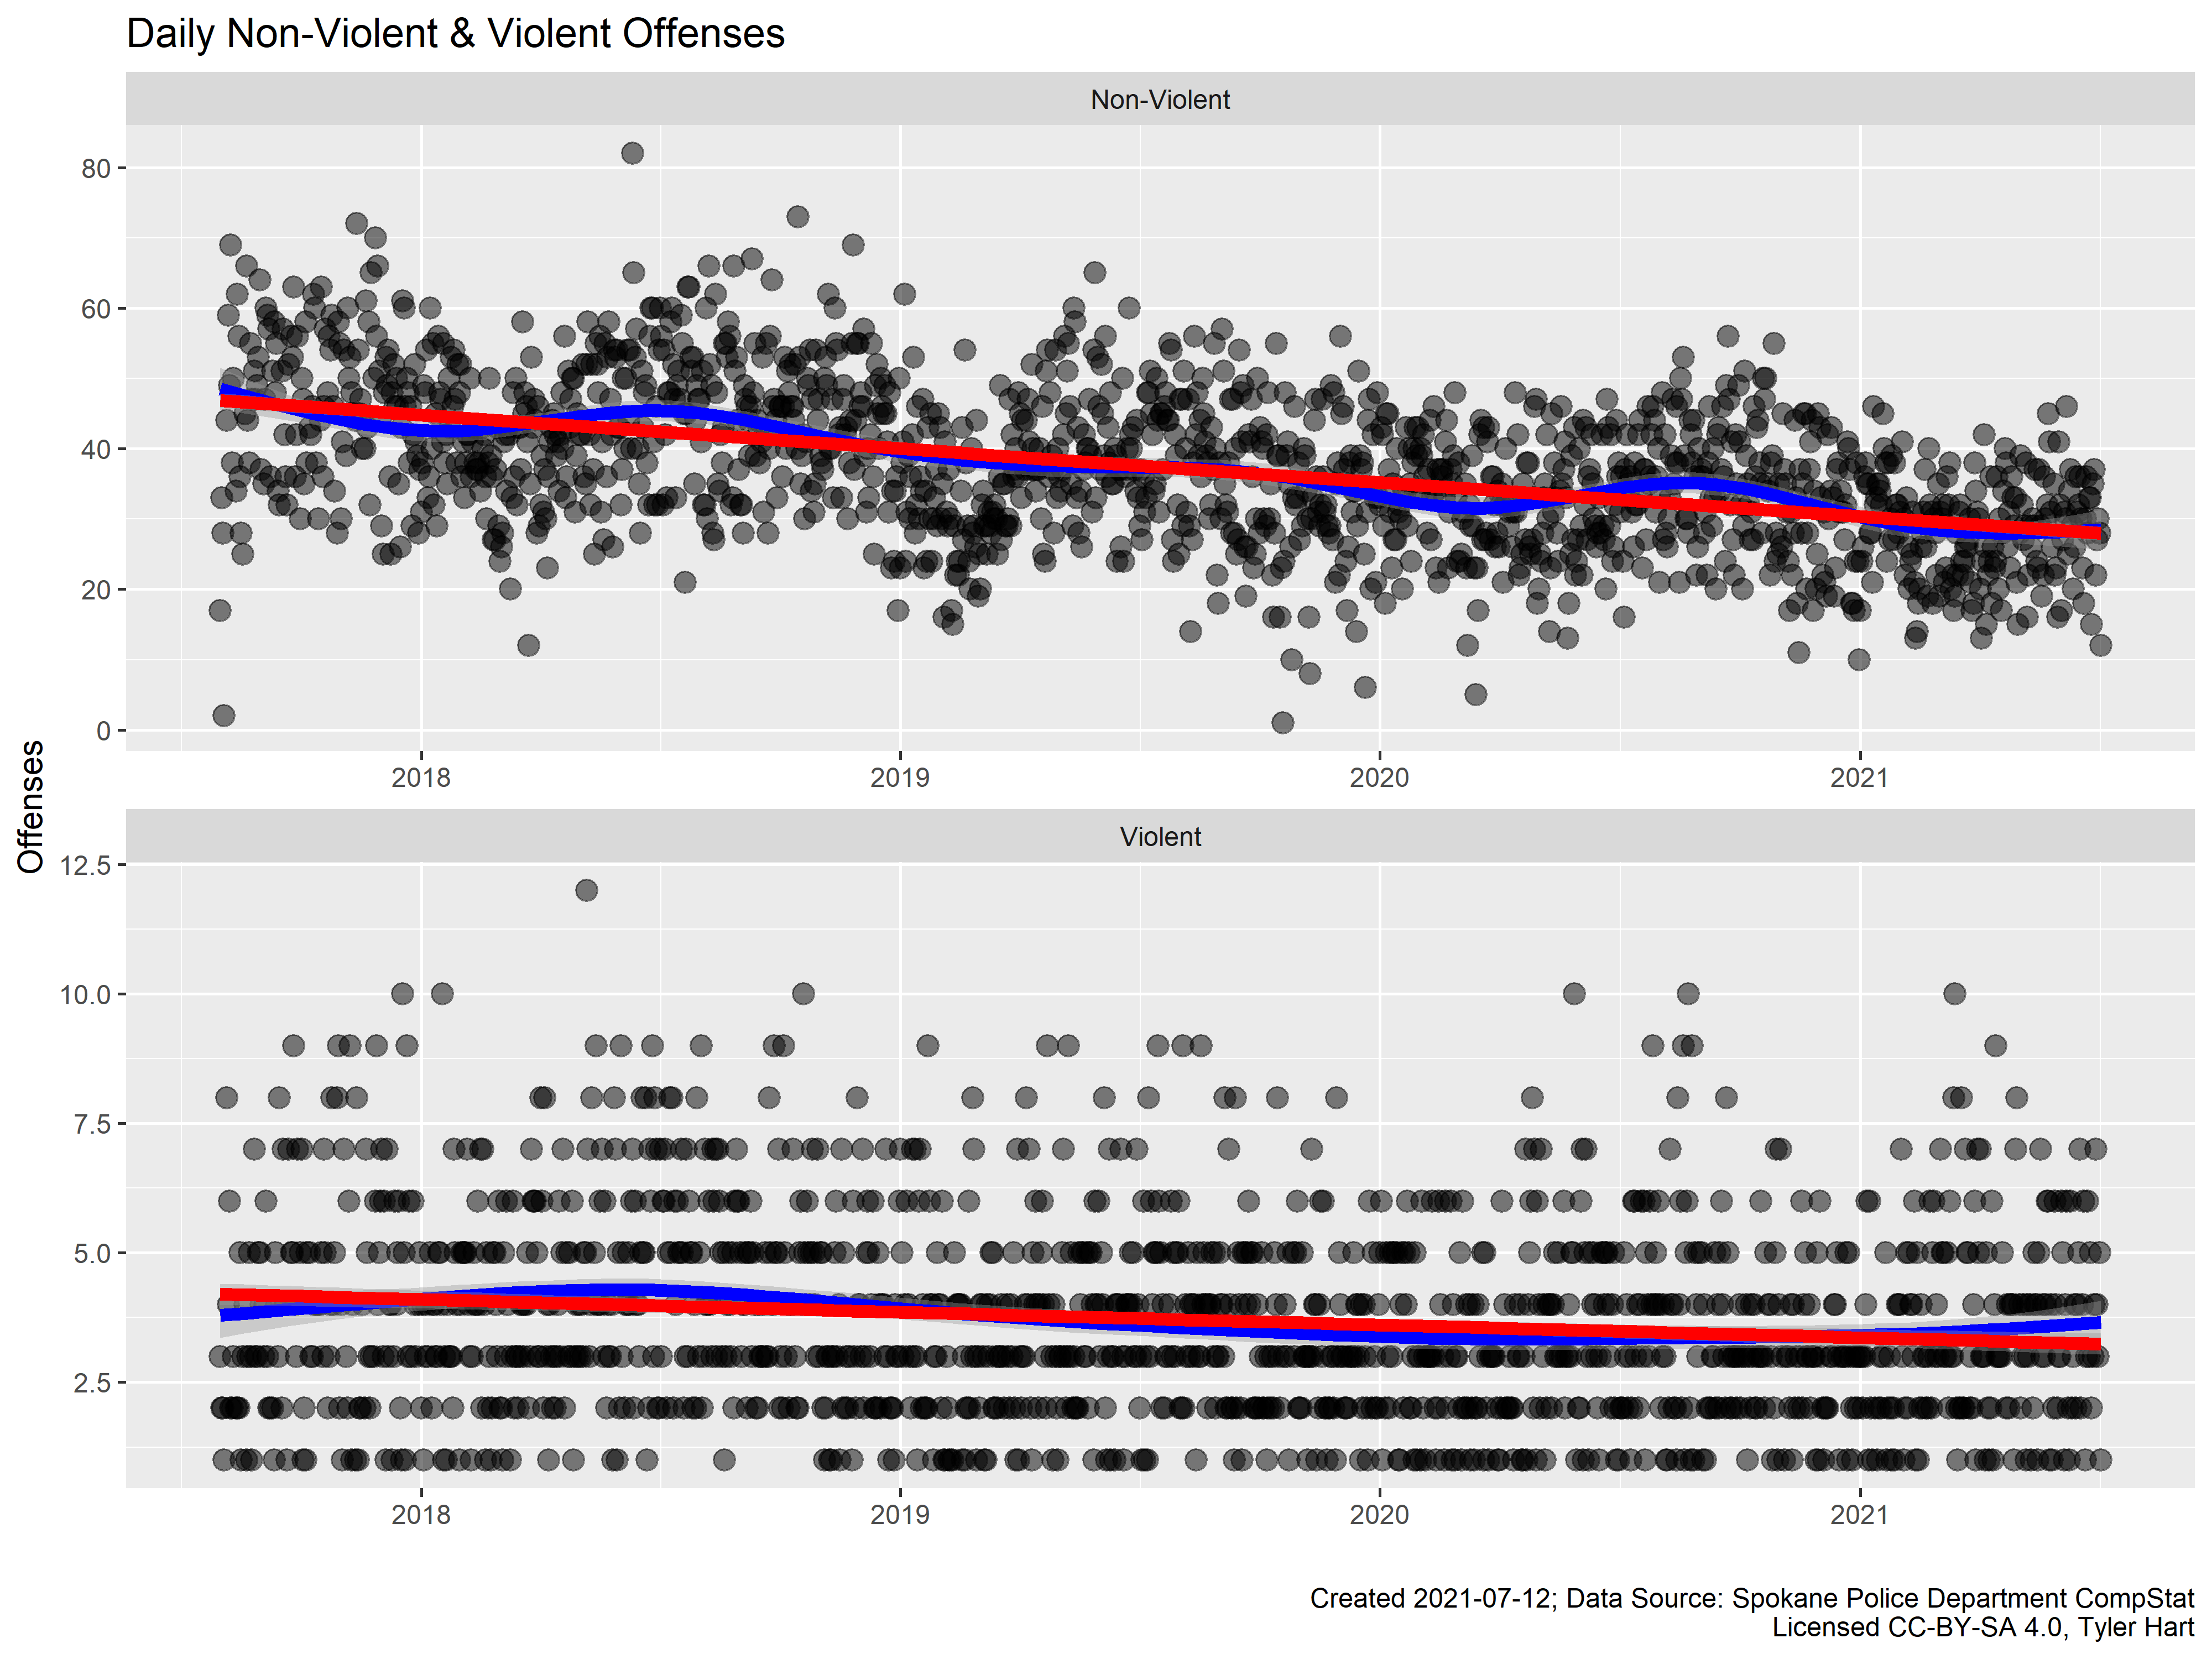 Daily Non-Violent & Violent Offenses
Non-Violent
80
60
40
20
0
2018 2019 2020 2021
Offenses
Violent
12.5
10.0
7.5
5.0
2.5
2018 2019 2020 2021
Created 2021-07-12; Data Source: Spokane Police Department CompStat
Licensed CC-BY-SA 4.0, Tyler Hart